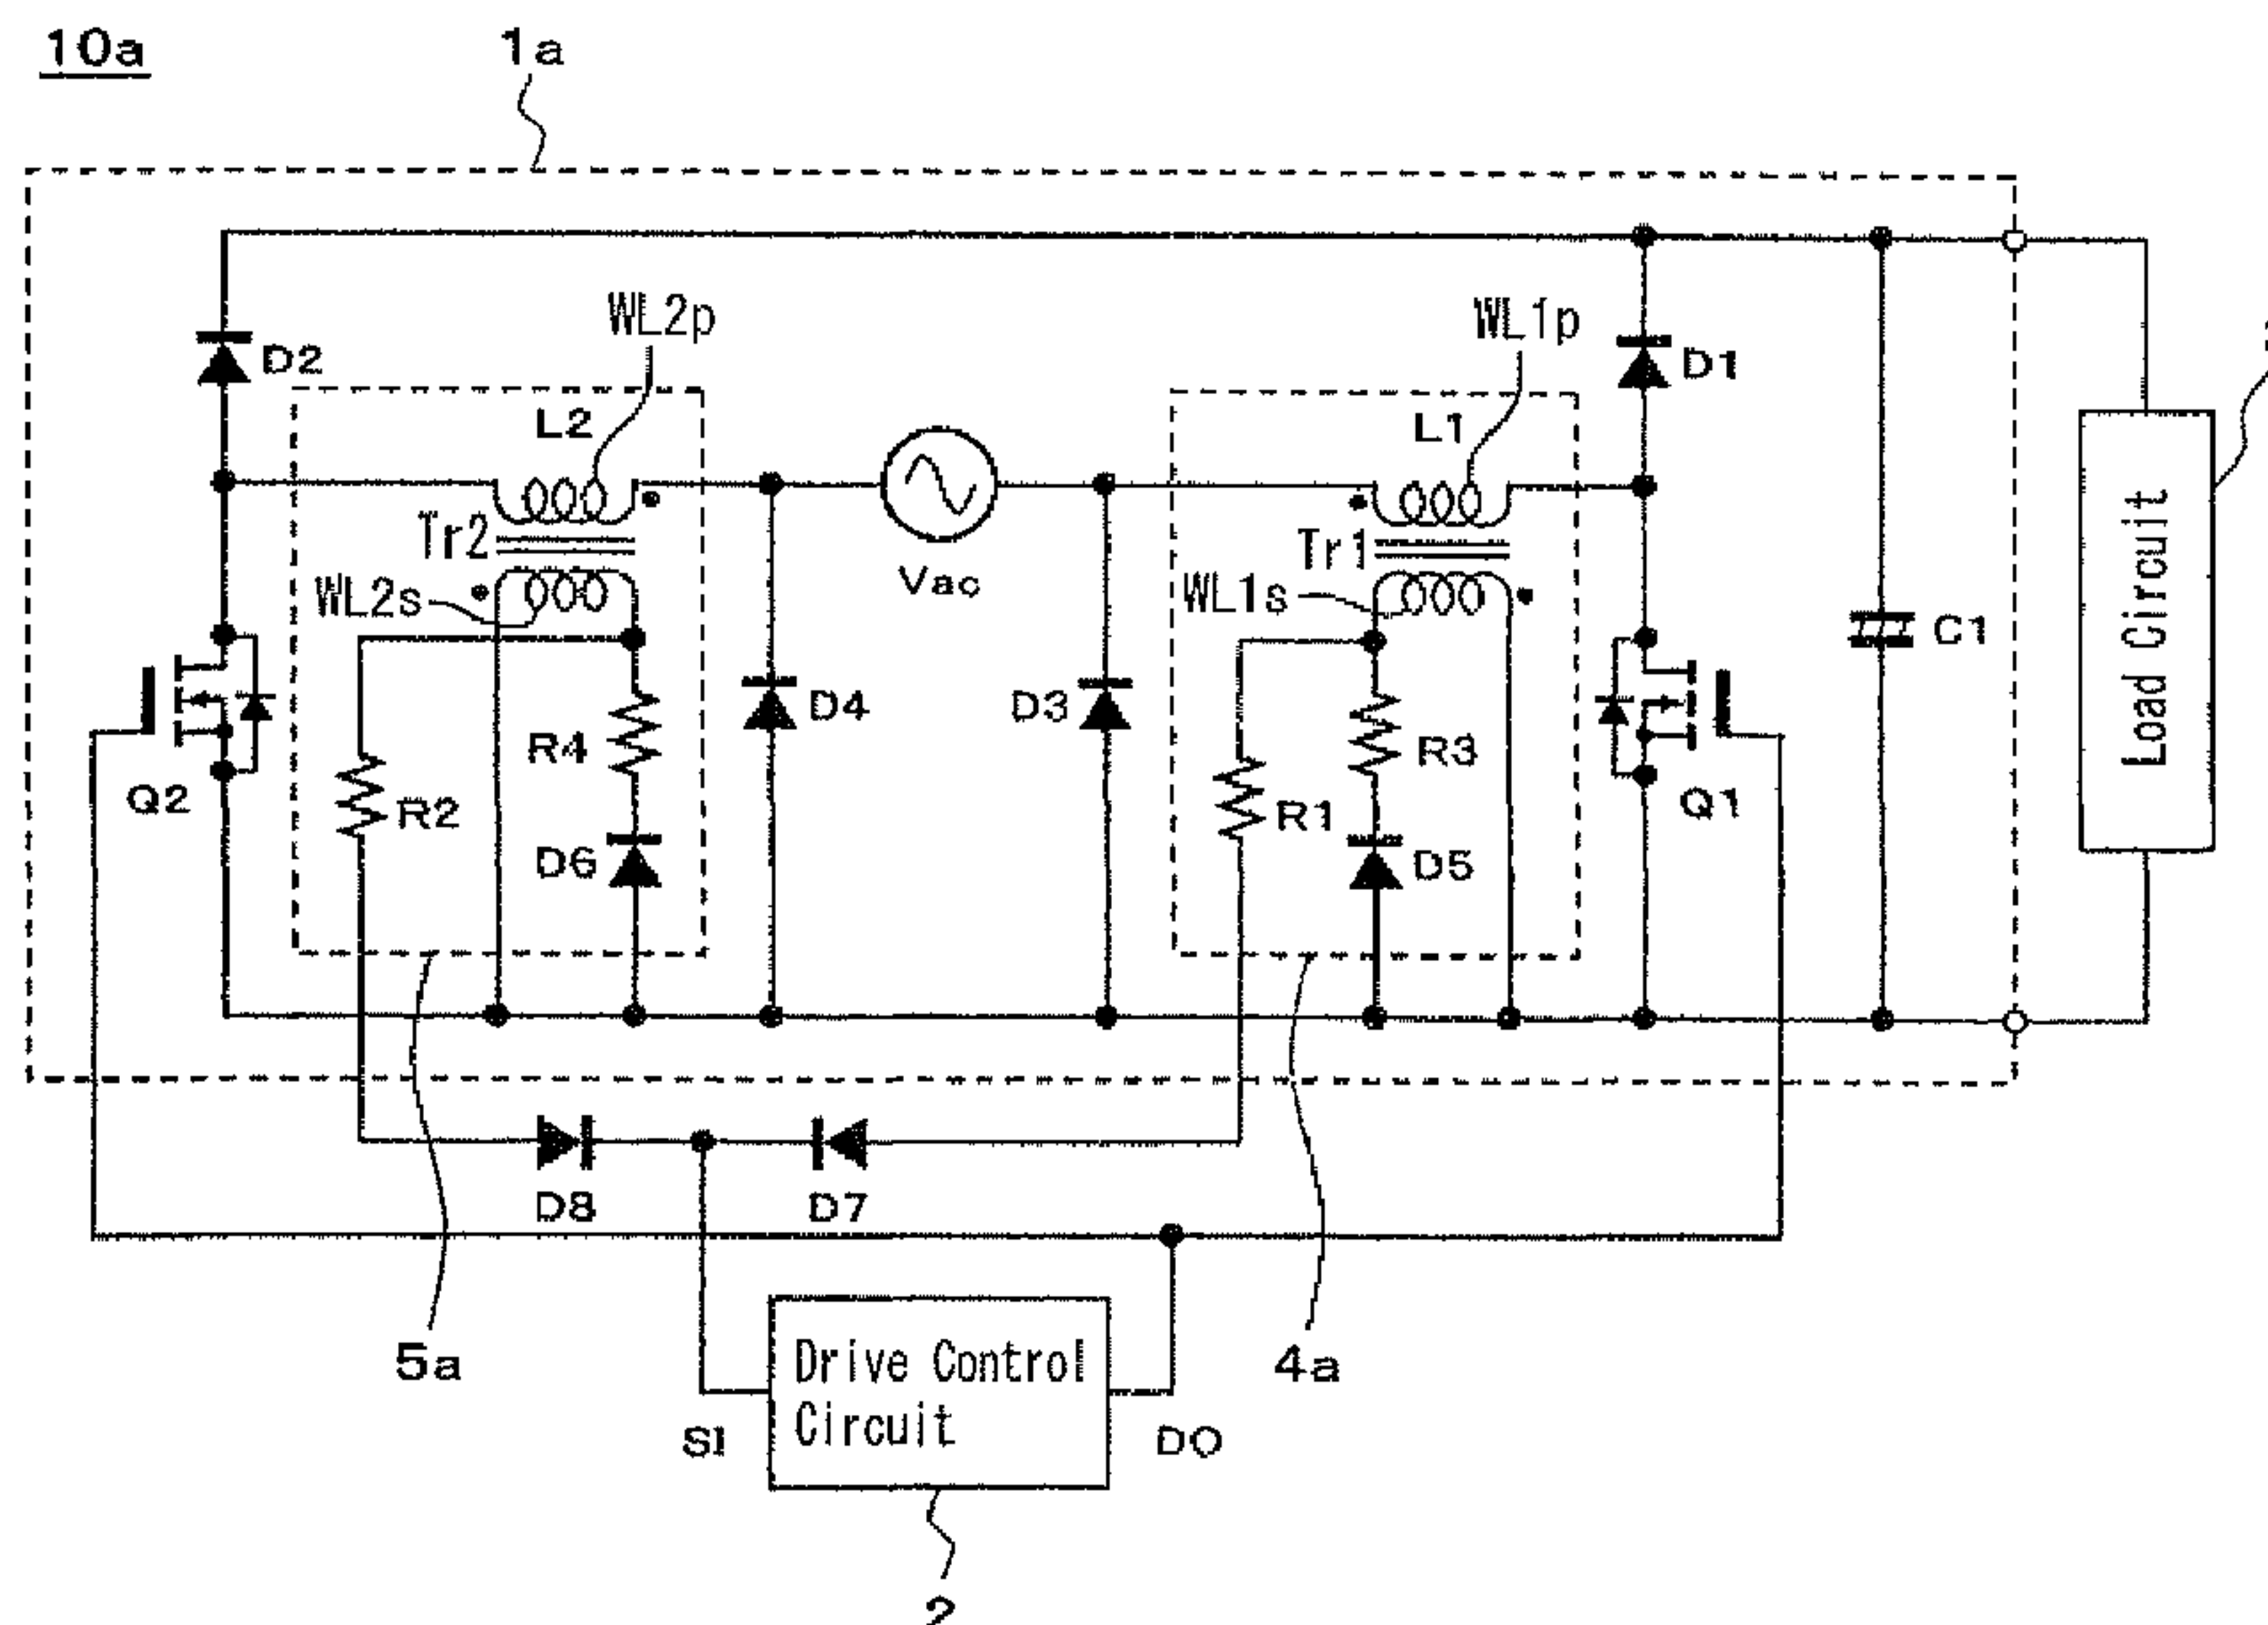 10a
1a
WL2p
WL1p
D2
D1
L2
L1
Tr2
Tr1
Vac
WL2s
WL1s
C1
Load Circuit
D4
D3
R4
R3
Q2
Q1
R2
R1
D6
D5
D8
D7
5a
4a
Drive Control
Circuit
SI
DO
2